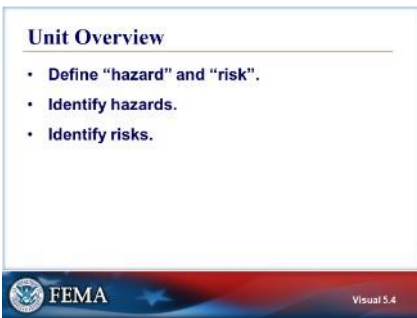 Unit Overview
• Define “hazard” and “risk”.
• Identify hazards.
• Identify risks.
FEMA
Visual 5.4